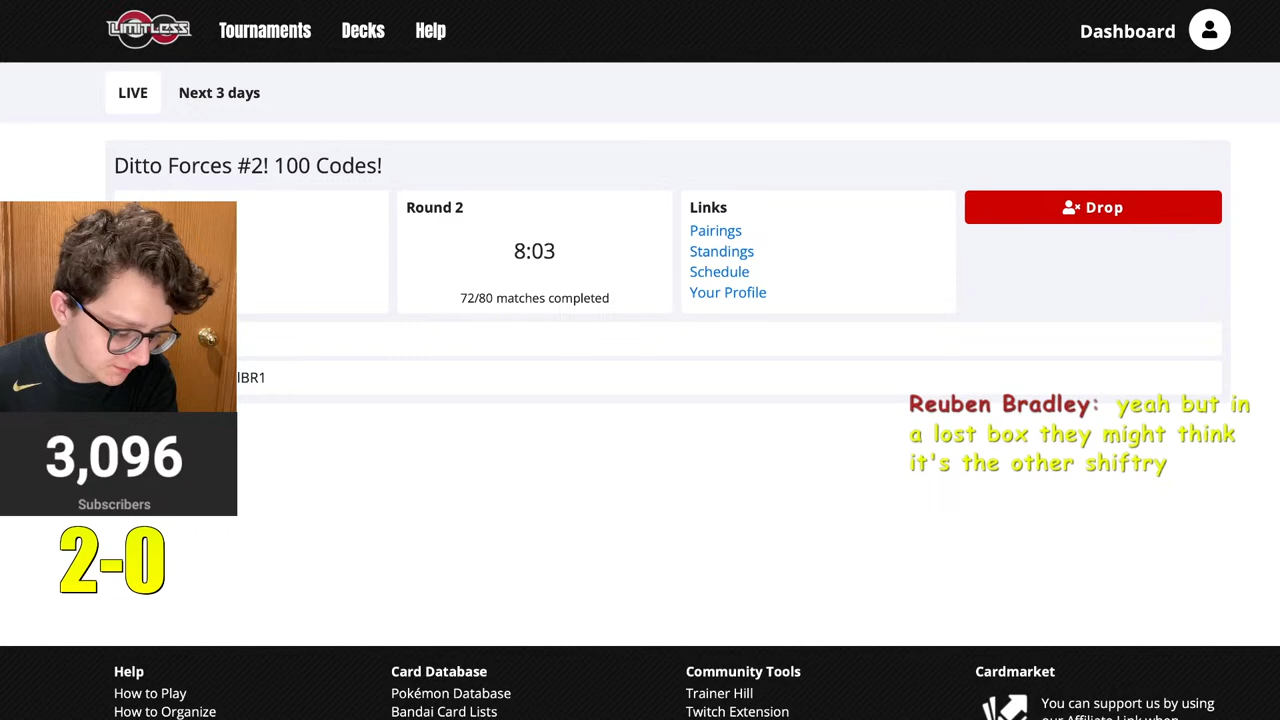 LIMITLESS Tournaments Decks Help Dashboard
LIVE Next 3 days
Ditto Forces #2! 100 Codes!
Round 2
8:03
72/80 matches completed
Links
Pairings
Standings
Schedule
Your Profile
Drop
IBR1
Reuben Bradley: yeah but in
a lost box they might think
it's the other shiftry
3,096
Subscribers
2-0
Help
How to Play
How to Organize
Card Database
Pokémon Database
Bandai Card Lists
Community Tools
Trainer Hill
Twitch Extension
Cardmarket
You can support us by using
our Affiliate Link when